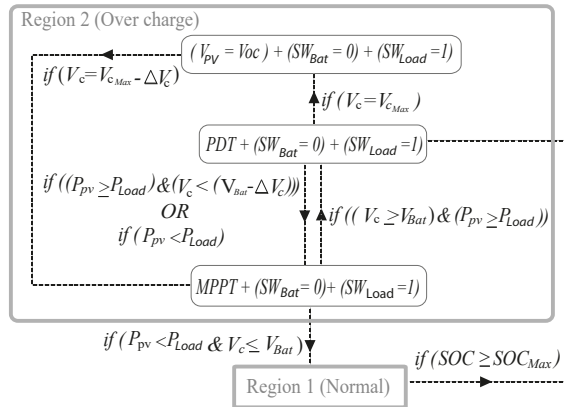 Region 2 (Over charge)
(V_PV = Voc) + (SW_Bat = 0) + (SW_Load = 1)
if (V_c = V_c_Max - ΔV_c)
if (V_c = V_c_Max)
PDT + (SW_Bat = 0) + (SW_Load = 1)
if ((P_pv ≥ P_Load) & (V_c < (V_Bat - ΔV_c)))
OR
if (P_pv < P_Load)
if (( V_c ≥ V_Bat) & (P_pv ≥ P_Load))
MPPT + (SW_Bat = 0) + (SW_Load = 1)
if (P_pv < P_Load & V_c ≤ V_Bat)
if (SOC ≥ SOC_Max)
Region 1 (Normal)